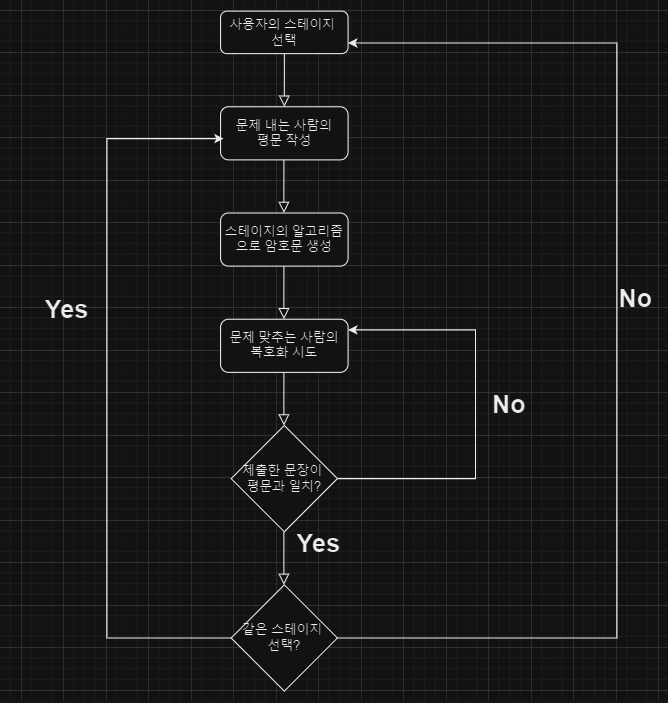 사용자의 스테이지
선택
문제 내는 사람의
평문 작성
스테이지의 알고리즘
으로 암호문 생성
Yes
No
문제 맞추는 사람의
복호화 시도
No
제출한 문장이
평문과 일치?
Yes
같은 스테이지
선택?